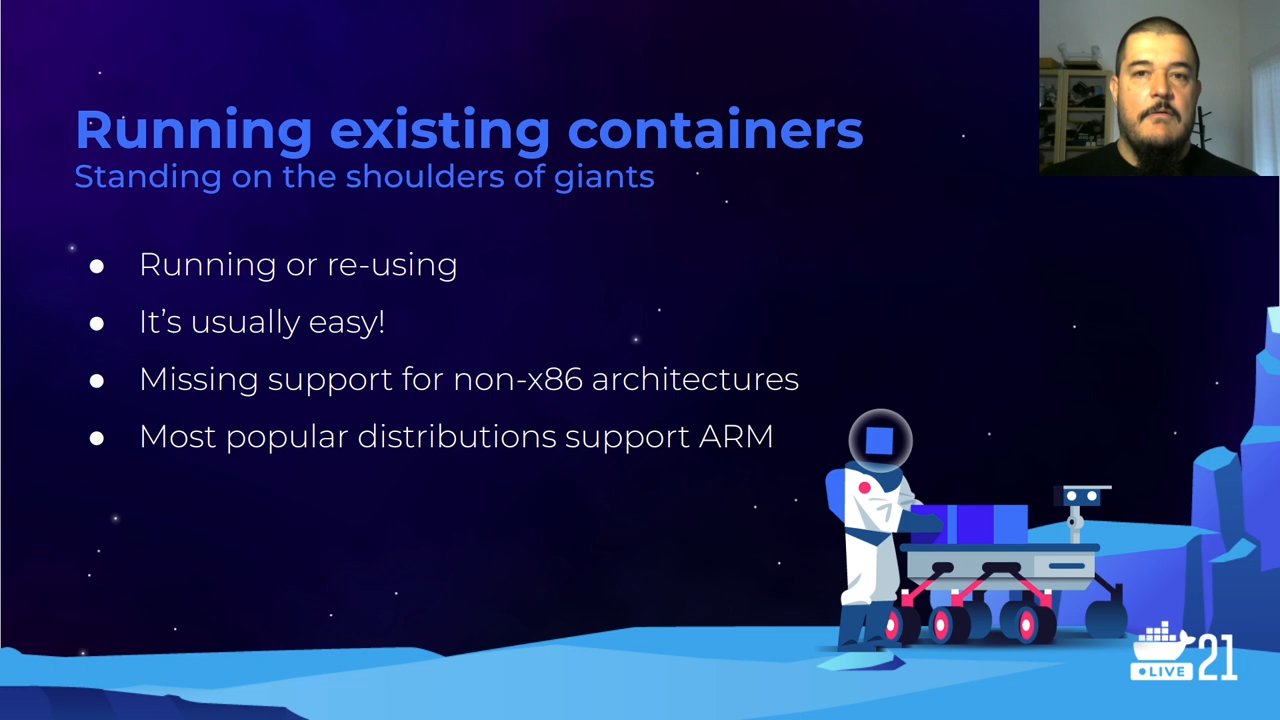 Running existing containers
Standing on the shoulders of giants
● Running or re-using
● It’s usually easy!
● Missing support for non-x86 architectures
● Most popular distributions support ARM
LIVE 21